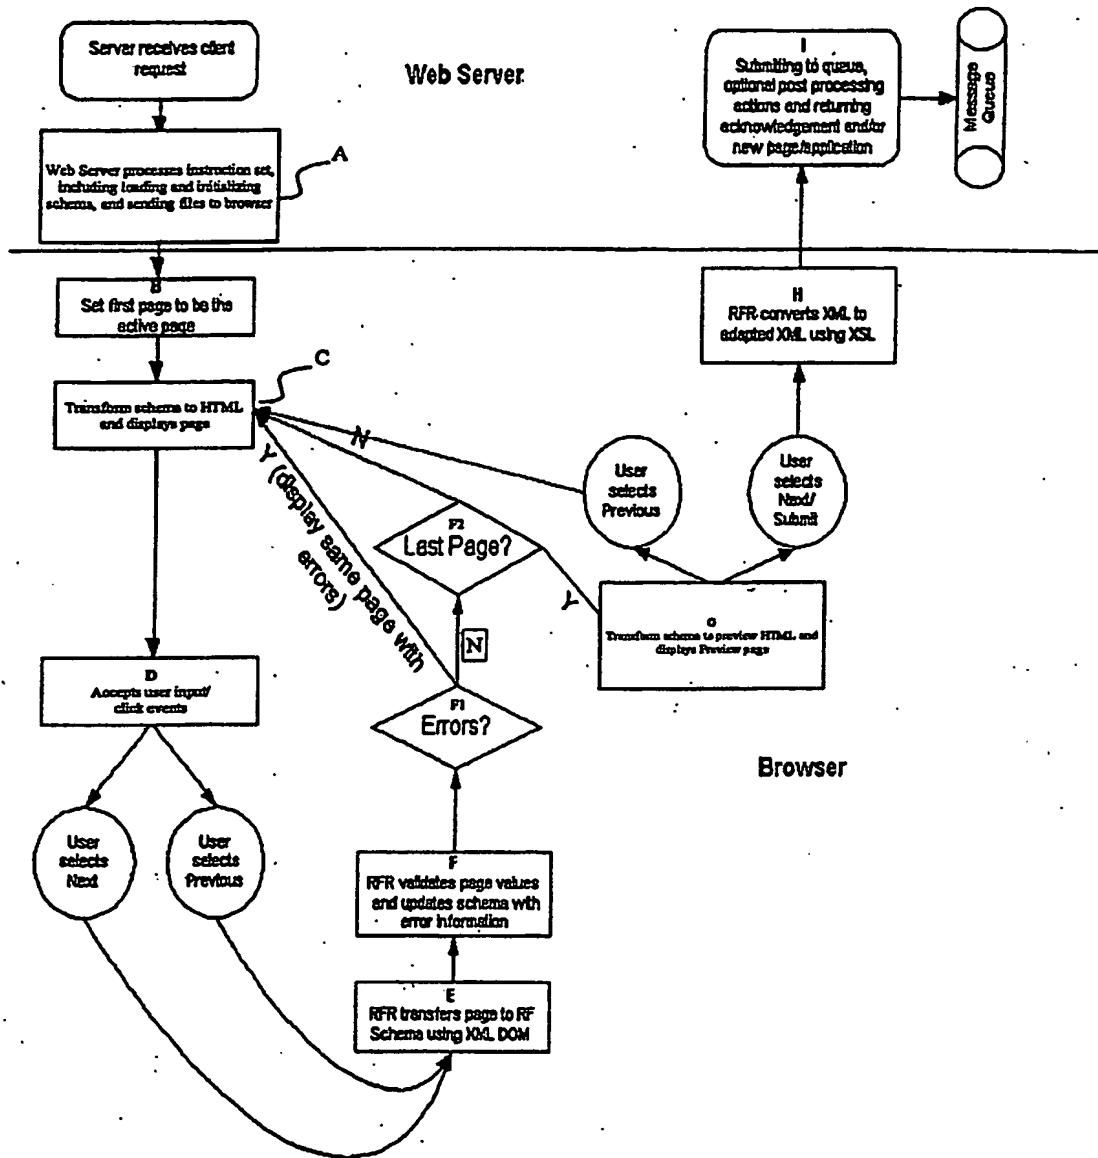 Server receives client
request
Web Server
I
Submitting to queue,
optional post processing
actions and returning
acknowledgement and/or
new page/application
Message
Queue
Web Server processes instruction set,
including loading and initializing
schema, and sending files to browser
A
B
Set first page to be the
active page
H
RFR converts XML to
adapted XML using XSL
C
Transform schema to HTML
and displays page
N
Y (display same page with
errors)
User
selects
Previous
User
selects
Next/
Submit
F2
Last Page?
Y
N
G
Transform schema to preview HTML and
displays Preview page
D
Accepts user input/
click events
F1
Errors?
Browser
User
selects
Next
User
selects
Previous
F
RFR validates page values
and updates schema with
error information
E
RFR transfers page to RF
Schema using XML DOM